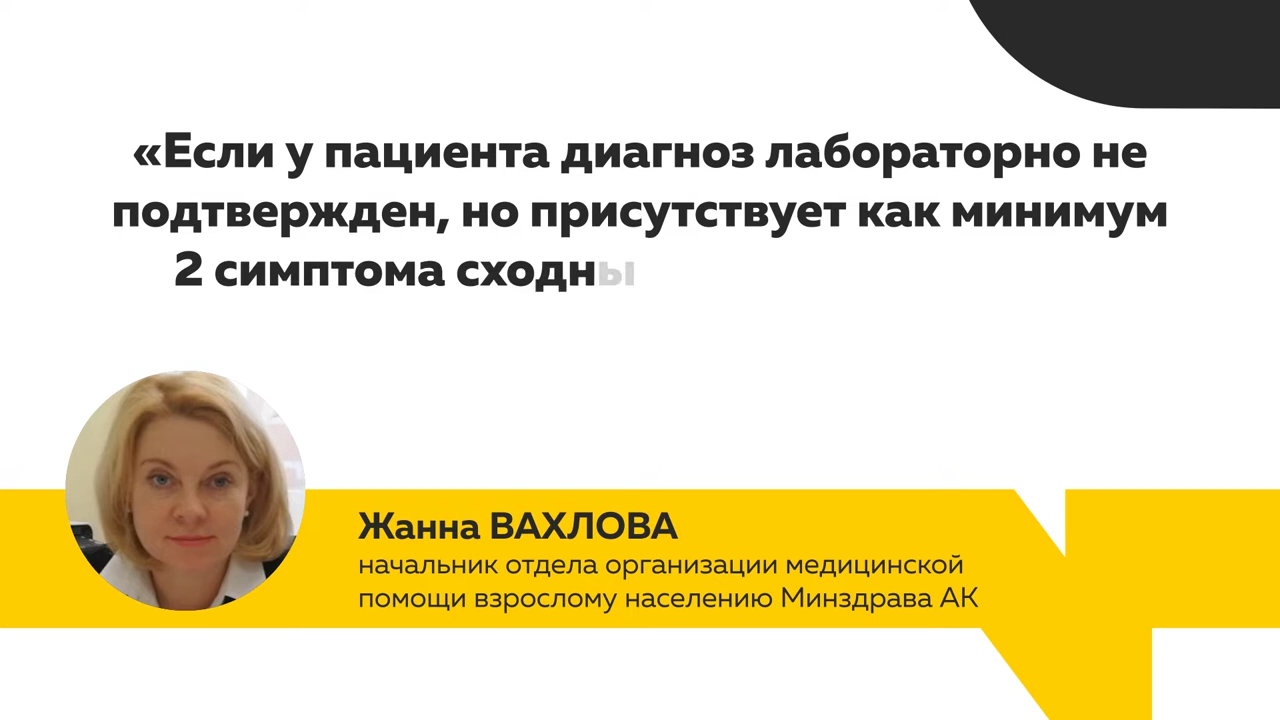 «Если у пациента диагноз лабораторно не
подтвержден, но присутствует как минимум
2 симптома сходны
Жанна ВАХЛОВА
начальник отдела организации медицинской
помощи взрослому населению Минздрава АК